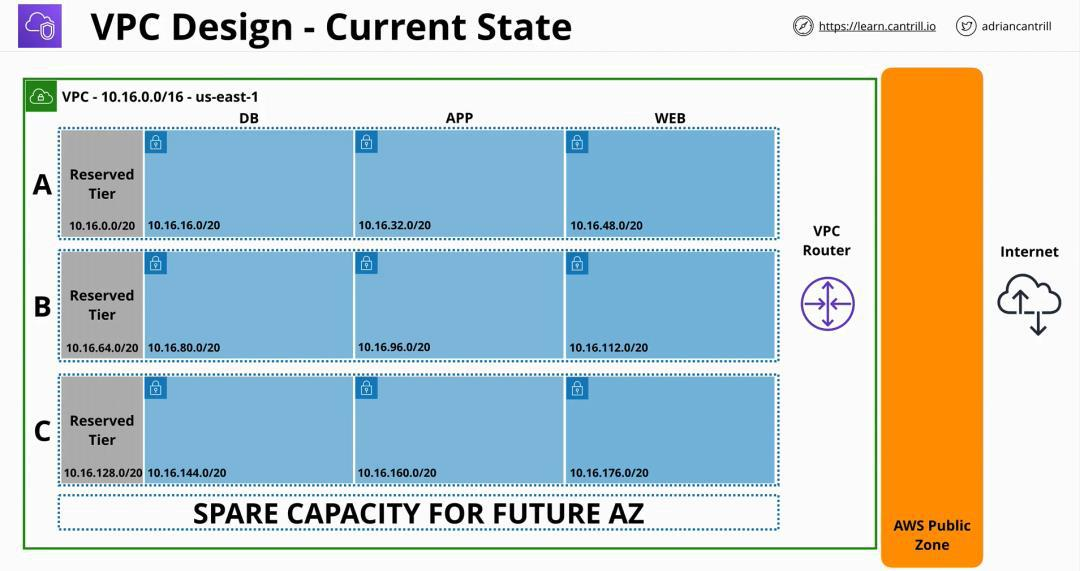 VPC Design - Current State
https://learn.cantrill.io
adriancantrill
VPC - 10.16.0.0/16 - us-east-1
DB
APP
WEB
A
Reserved
Tier
10.16.0.0/20
10.16.16.0/20
10.16.32.0/20
10.16.48.0/20
B
Reserved
Tier
10.16.64.0/20
10.16.80.0/20
10.16.96.0/20
10.16.112.0/20
C
Reserved
Tier
10.16.128.0/20
10.16.144.0/20
10.16.160.0/20
10.16.176.0/20
SPARE CAPACITY FOR FUTURE AZ
VPC
Router
AWS Public
Zone
Internet